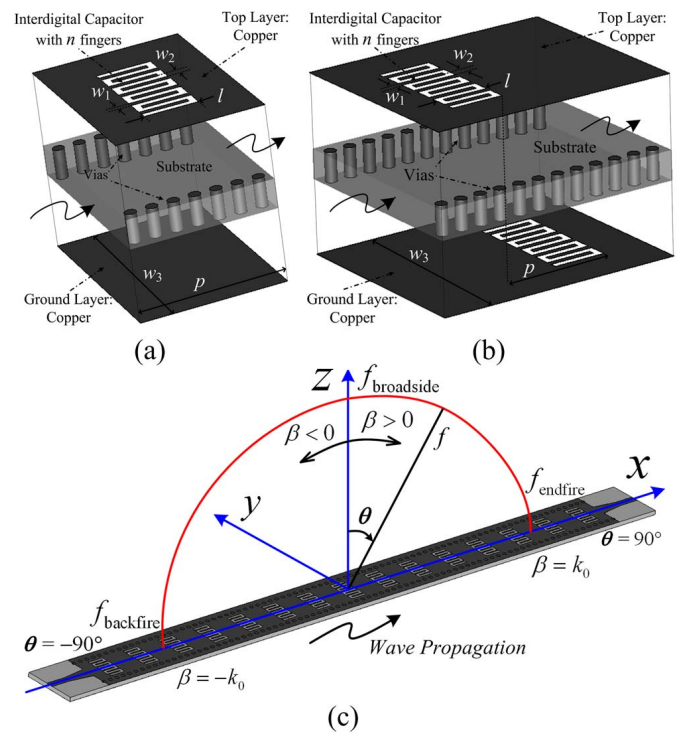 Interdigital Capacitor
with n fingers
Top Layer:
Copper
w2
w1
l
Vias
Substrate
w3
p
Ground Layer:
Copper
(a)
Interdigital Capacitor
with n fingers
Top Layer:
Copper
w2
w1
l
Vias
Substrate
w3
p
Ground Layer:
Copper
(b)
z
fbroadside
β<0
β>0
f
y
θ
x
fendfire
θ = 90°
β = k0
fbackfire
θ = −90°
β = −k0
Wave Propagation
(c)